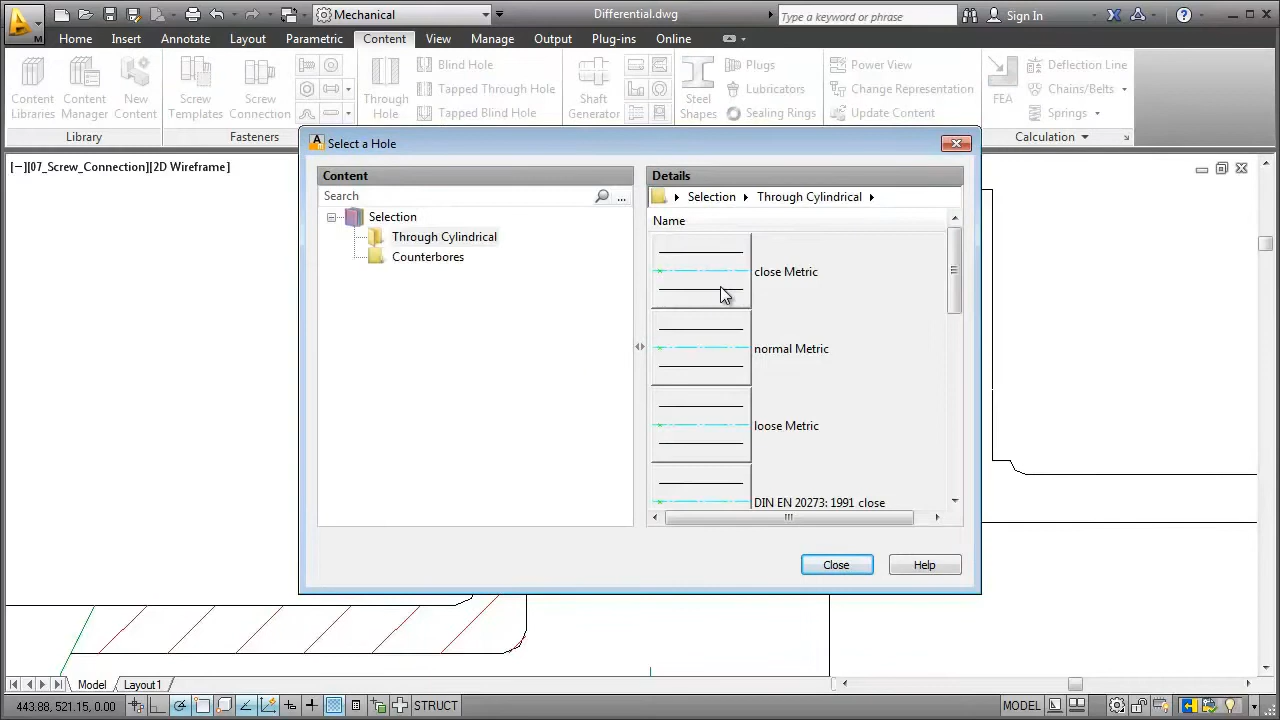 Mechanical
Differential.dwg
Type a keyword or phrase
Sign In
M
Home
Insert
Annotate
Layout
Parametric
Content
View
Manage
Output
Plug-ins
Online
Content Libraries
Content Manager
New Content
Screw Templates
Screw Connection
Through Hole
Blind Hole
Tapped Through Hole
Tapped Blind Hole
Shaft Generator
Steel Shapes
Plugs
Lubricators
Sealing Rings
Power View
Change Representation
Update Content
FEA
Deflection Line
Chains/Belts
Springs
Library
Fasteners
Calculation
[−][07_Screw_Connection][2D Wireframe]
Select a Hole
Content
Search
...
Selection
Through Cylindrical
Counterbores
Details
Selection
Through Cylindrical
Name
close Metric
normal Metric
loose Metric
DIN EN 20273: 1991 close
Close
Help
Model
Layout1
443.88, 521.15, 0.00
STRUCT
MODEL